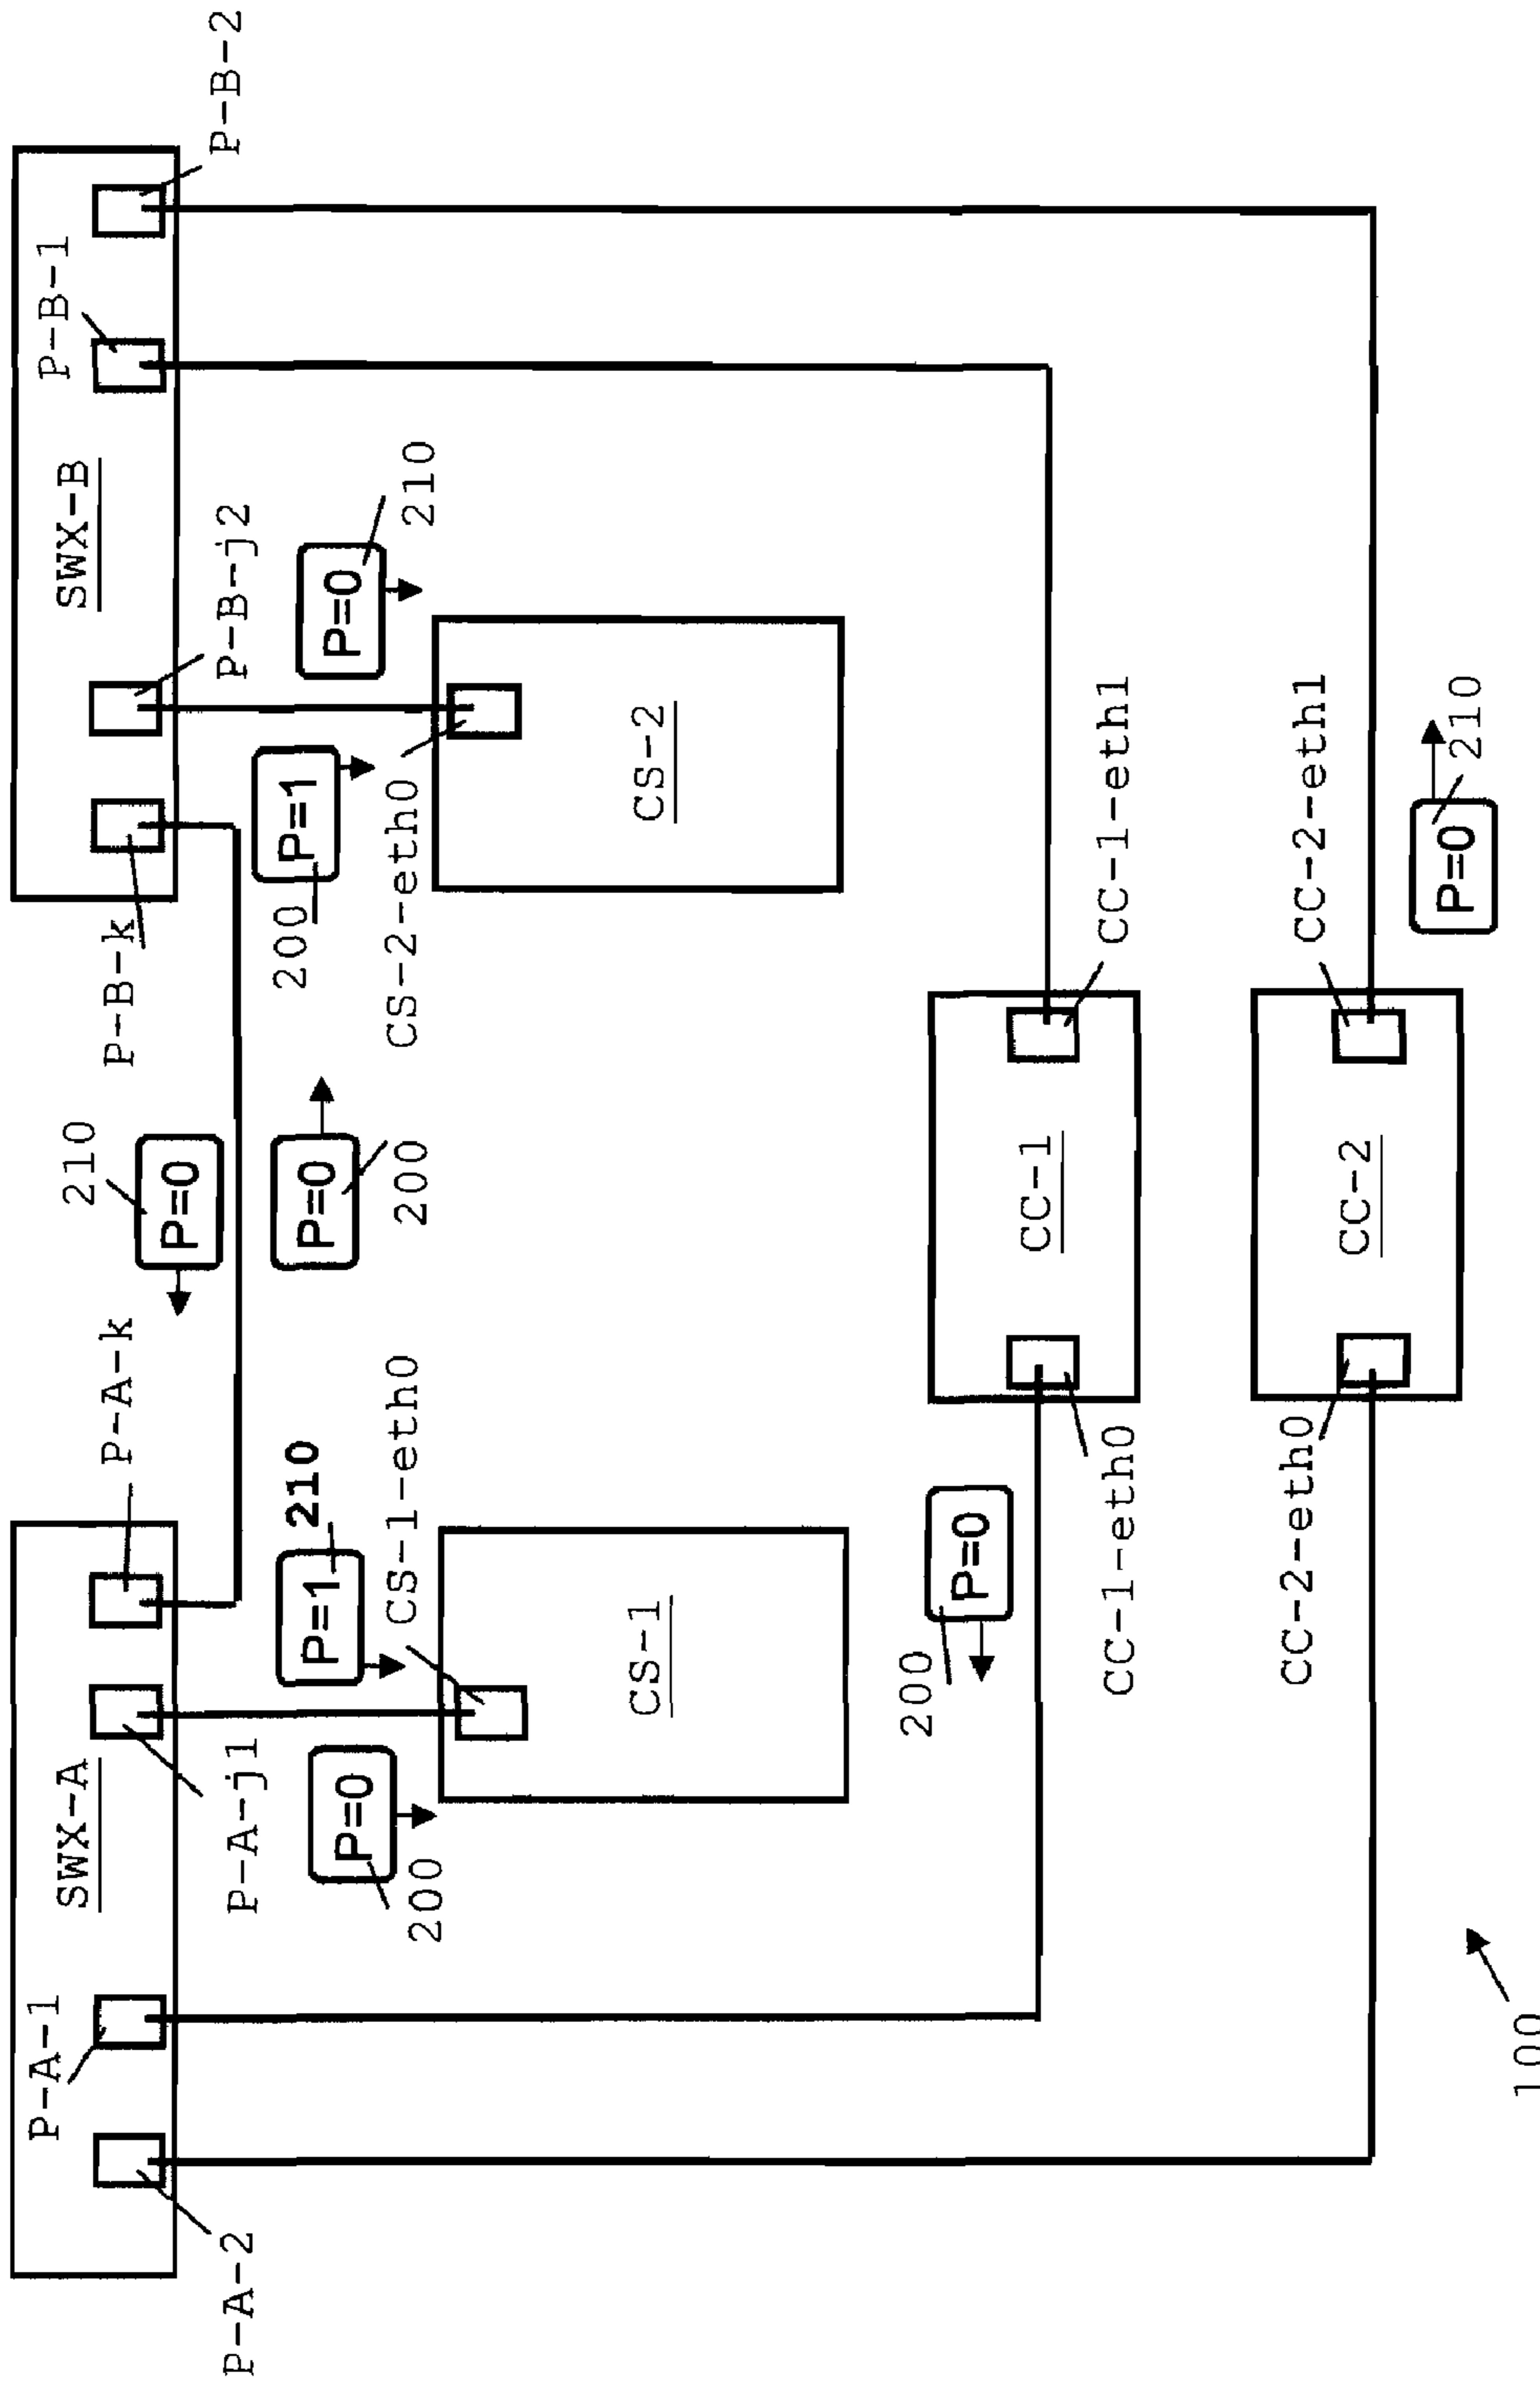 P-A-1
P-B-1
SWX-A
210
SWX-B
P-A-k
P-B-k
P=0
P-A-2
P-A-j1
P-B-j2
P-B-2
P=1
210
P=0
200
P=1
P=0
P=0
200
CS-1-eth0
200
CS-2-eth0
210
CS-1
CS-2
200
P=0
CC-1
CC-1-eth0
CC-1-eth1
CC-2-eth0
CC-2-eth1
CC-2
P=0
210
100